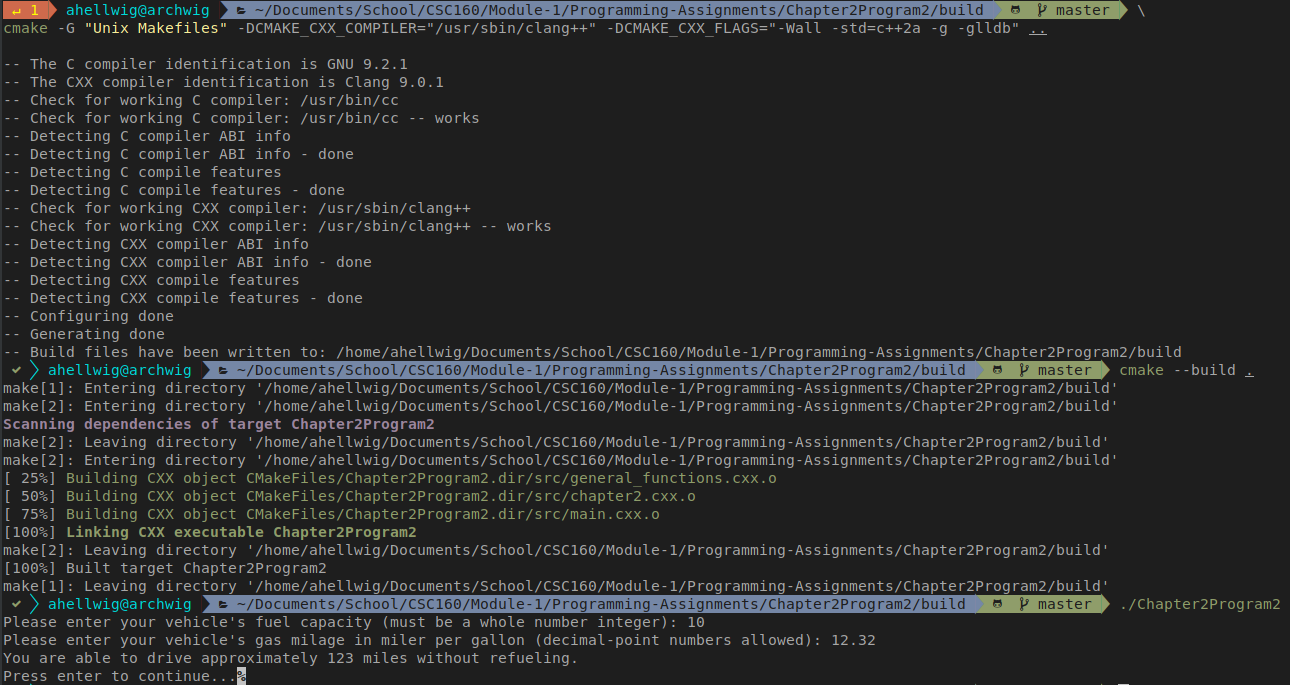 ↵ 1 ahellwig@archwig ~/Documents/School/CSC160/Module-1/Programming-Assignments/Chapter2Program2/build master \
cmake -G "Unix Makefiles" -DCMAKE_CXX_COMPILER="/usr/sbin/clang++" -DCMAKE_CXX_FLAGS="-Wall -std=c++2a -g -glldb" ..
-- The C compiler identification is GNU 9.2.1
-- The CXX compiler identification is Clang 9.0.1
-- Check for working C compiler: /usr/bin/cc
-- Check for working C compiler: /usr/bin/cc -- works
-- Detecting C compiler ABI info
-- Detecting C compiler ABI info - done
-- Detecting C compile features
-- Detecting C compile features - done
-- Check for working CXX compiler: /usr/sbin/clang++
-- Check for working CXX compiler: /usr/sbin/clang++ -- works
-- Detecting CXX compiler ABI info
-- Detecting CXX compiler ABI info - done
-- Detecting CXX compile features
-- Detecting CXX compile features - done
-- Configuring done
-- Generating done
-- Build files have been written to: /home/ahellwig/Documents/School/CSC160/Module-1/Programming-Assignments/Chapter2Program2/build
✔ ahellwig@archwig ~/Documents/School/CSC160/Module-1/Programming-Assignments/Chapter2Program2/build master cmake --build .
make[1]: Entering directory '/home/ahellwig/Documents/School/CSC160/Module-1/Programming-Assignments/Chapter2Program2/build'
make[2]: Entering directory '/home/ahellwig/Documents/School/CSC160/Module-1/Programming-Assignments/Chapter2Program2/build'
Scanning dependencies of target Chapter2Program2
make[2]: Leaving directory '/home/ahellwig/Documents/School/CSC160/Module-1/Programming-Assignments/Chapter2Program2/build'
make[2]: Entering directory '/home/ahellwig/Documents/School/CSC160/Module-1/Programming-Assignments/Chapter2Program2/build'
[ 25%] Building CXX object CMakeFiles/Chapter2Program2.dir/src/general_functions.cxx.o
[ 50%] Building CXX object CMakeFiles/Chapter2Program2.dir/src/chapter2.cxx.o
[ 75%] Building CXX object CMakeFiles/Chapter2Program2.dir/src/main.cxx.o
[100%] Linking CXX executable Chapter2Program2
make[2]: Leaving directory '/home/ahellwig/Documents/School/CSC160/Module-1/Programming-Assignments/Chapter2Program2/build'
[100%] Built target Chapter2Program2
make[1]: Leaving directory '/home/ahellwig/Documents/School/CSC160/Module-1/Programming-Assignments/Chapter2Program2/build'
✔ ahellwig@archwig ~/Documents/School/CSC160/Module-1/Programming-Assignments/Chapter2Program2/build master ./Chapter2Program2
Please enter your vehicle's fuel capacity (must be a whole number integer): 10
Please enter your vehicle's gas milage in miler per gallon (decimal-point numbers allowed): 12.32
You are able to drive approximately 123 miles without refueling.
Press enter to continue...%